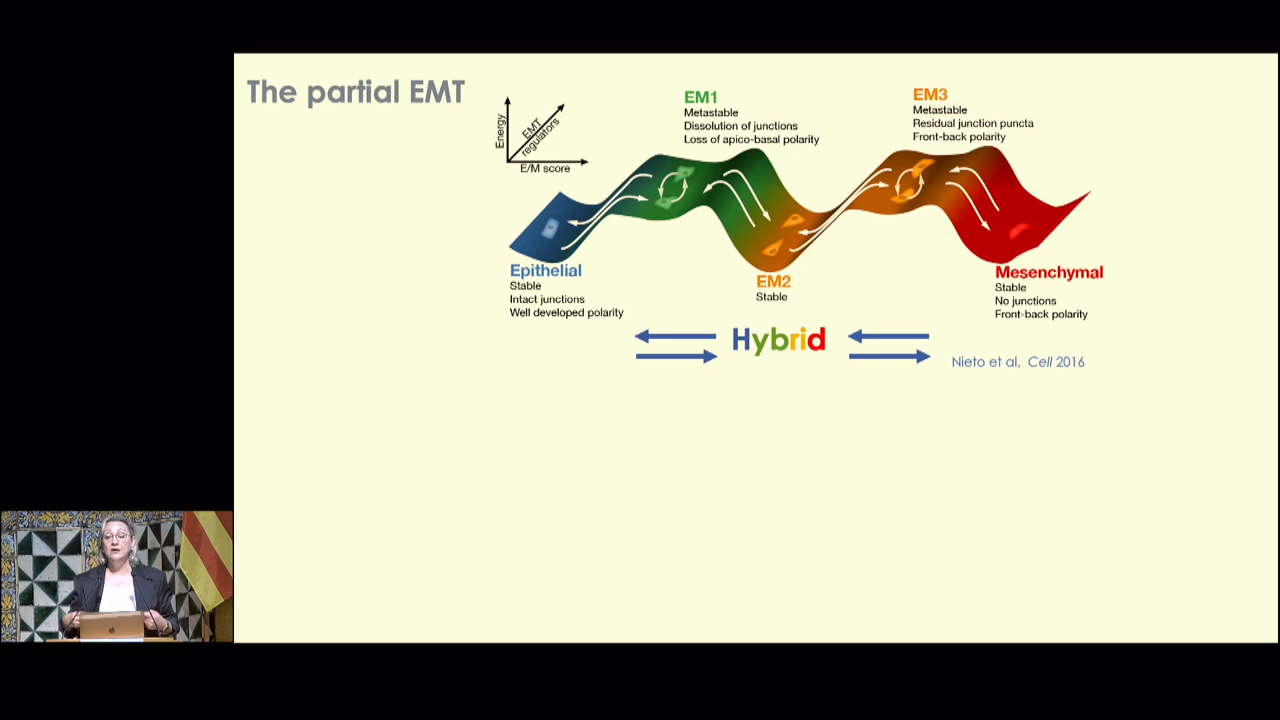 The partial EMT
Energy
EMT
regulators
E/M score
EM1
Metastable
Dissolution of junctions
Loss of apico-basal polarity
EM3
Metastable
Residual junction puncta
Front-back polarity
Epithelial
Stable
Intact junctions
Well developed polarity
EM2
Stable
Mesenchymal
Stable
No junctions
Front-back polarity
Hybrid
Nieto et al, Cell 2016